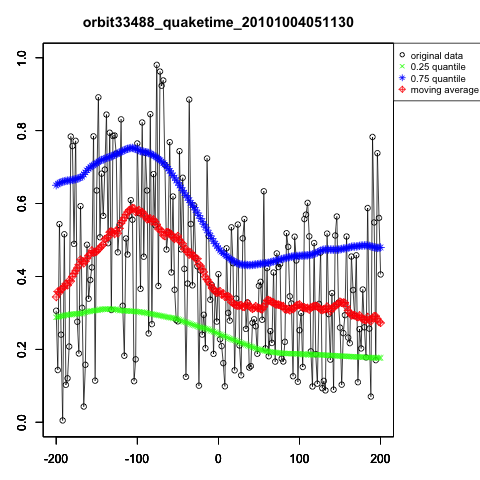 orbit33488_quaketime_20101004051130
original data
0.25 quantile
0.75 quantile
moving average
1.0
0.8
0.6
0.4
0.2
0.0
-200 -100 0 100 200